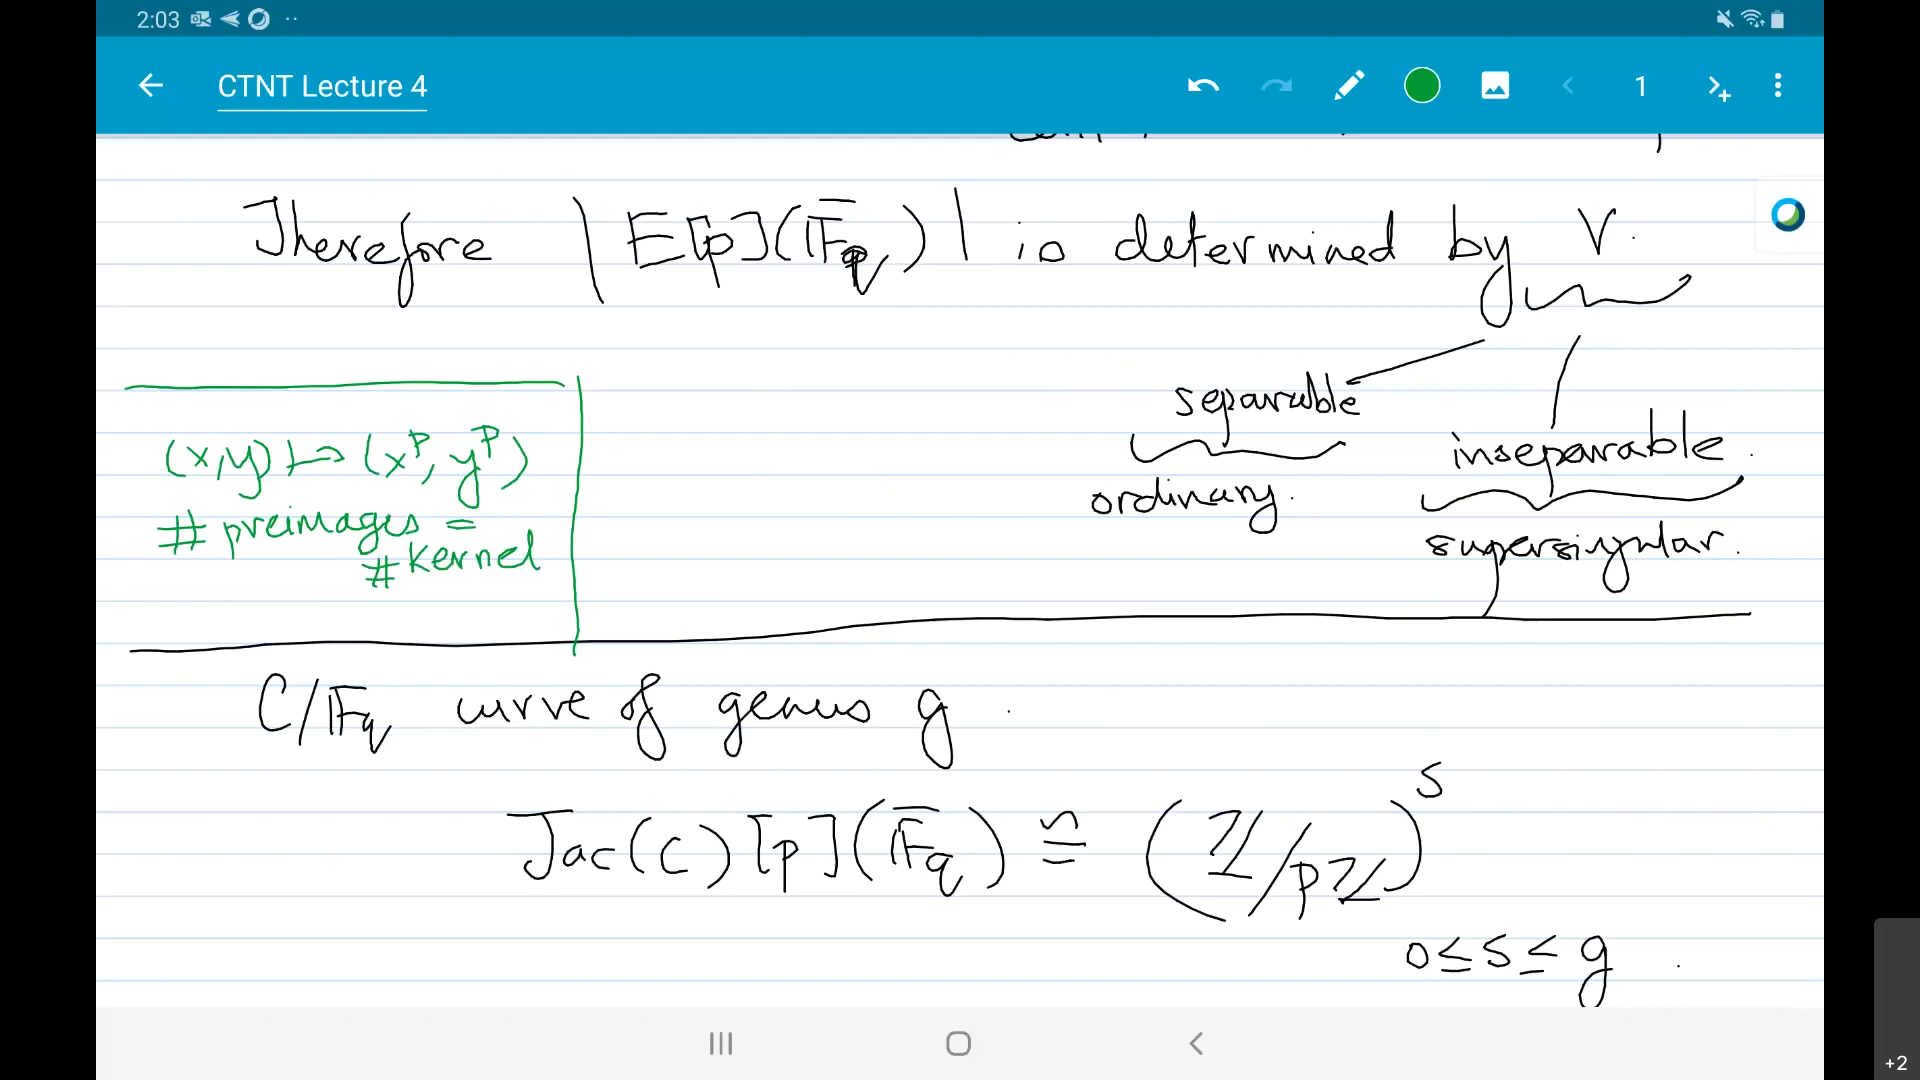 2:03
CTNT Lecture 4
1
Therefore |E[p](F̅q)| is determined by V.
separable
inseparable.
ordinary.
supersingular.
(x,y) ↦ (x^p, y^p)
# preimages =
# kernel
C/𝔽q curve of genus g.
Jac(C)[p](F̅q) ≅ (ℤ/pℤ)^s
0 ≤ s ≤ g.
+2